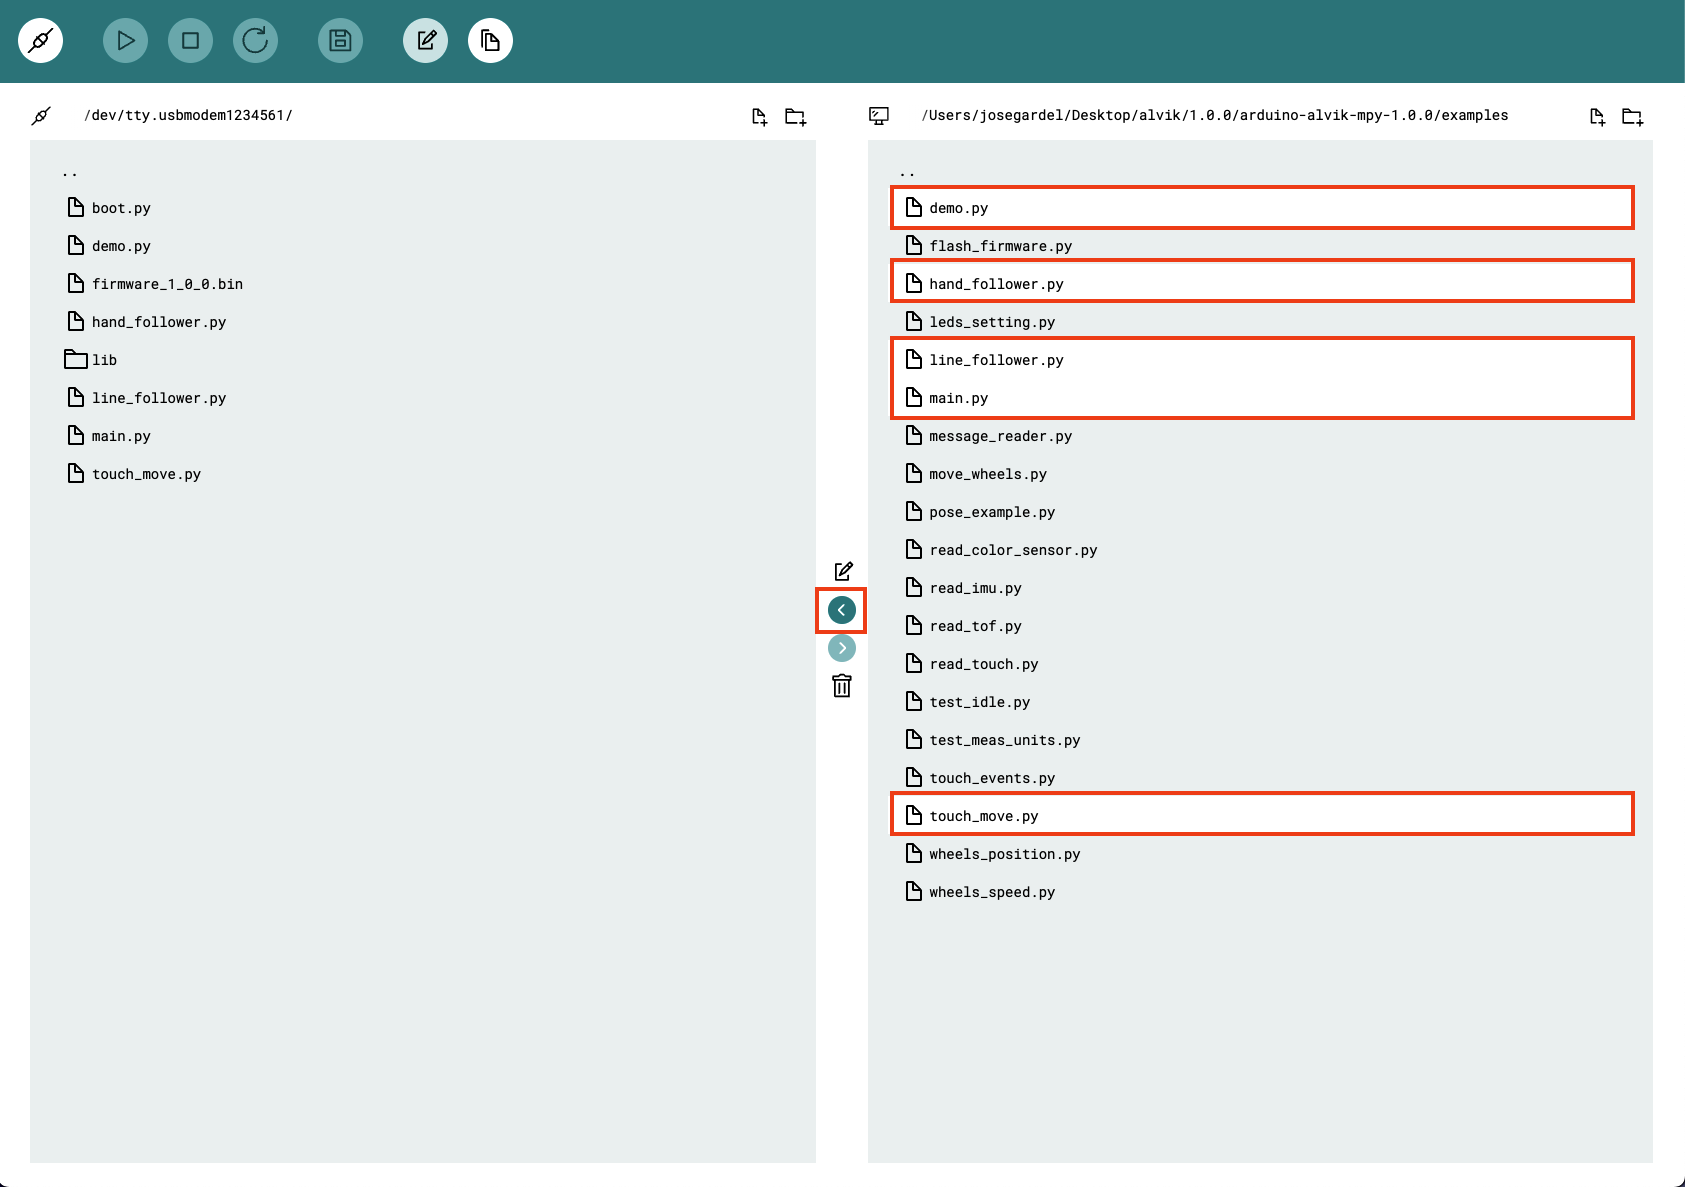 /dev/tty.usbmodem1234561/
..
boot.py
demo.py
firmware_1_0_0.bin
hand_follower.py
lib
line_follower.py
main.py
touch_move.py
/Users/josegardel/Desktop/alvik/1.0.0/arduino-alvik-mpy-1.0.0/examples
..
demo.py
flash_firmware.py
hand_follower.py
leds_setting.py
line_follower.py
main.py
message_reader.py
move_wheels.py
pose_example.py
read_color_sensor.py
read_imu.py
read_tof.py
read_touch.py
test_idle.py
test_meas_units.py
touch_events.py
touch_move.py
wheels_position.py
wheels_speed.py